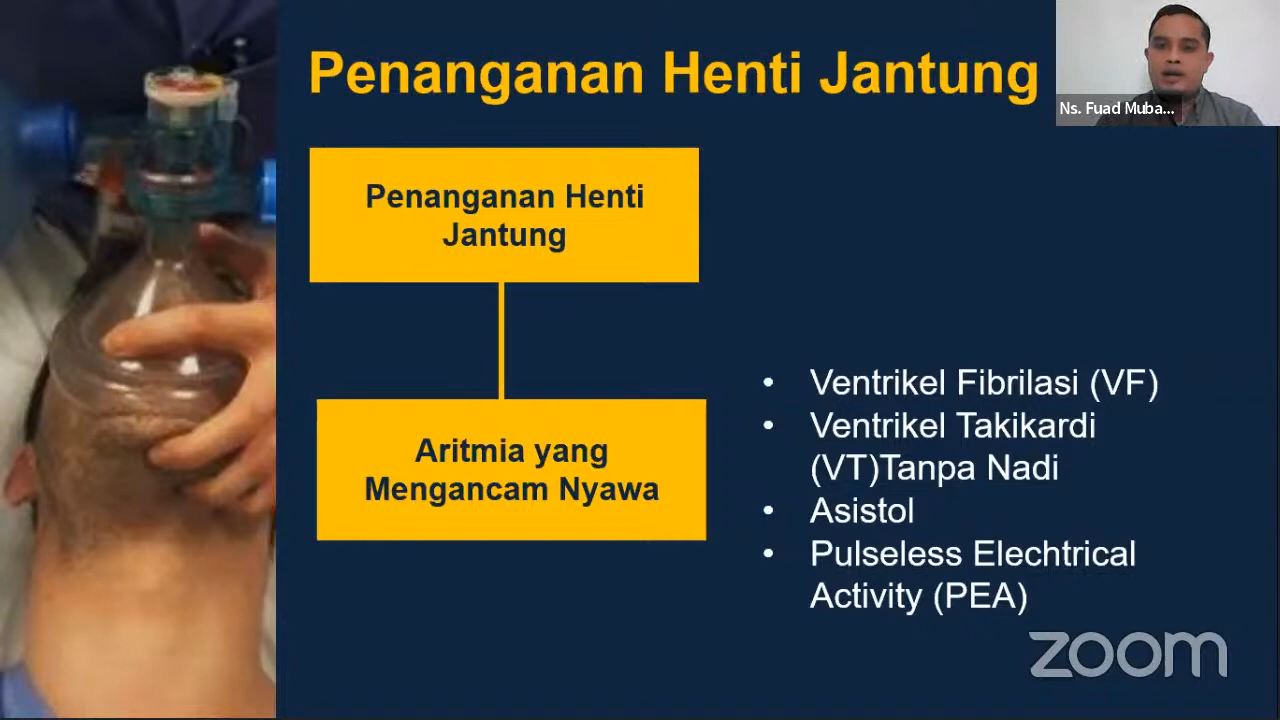 Penanganan Henti Jantung
Ns. Fuad Muba...
Penanganan Henti
Jantung
Aritmia yang
Mengancam Nyawa
• Ventrikel Fibrilasi (VF)
• Ventrikel Takikardi
(VT)Tanpa Nadi
• Asistol
• Pulseless Elechtrical
Activity (PEA)
zoom